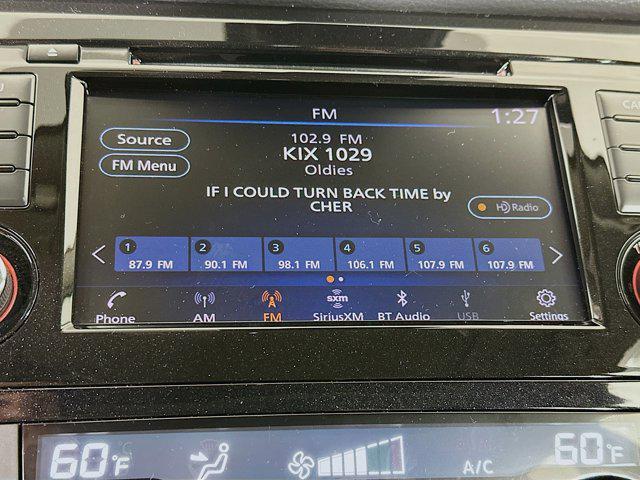 FM 1:27
Source
102.9 FM
KIX 1029
FM Menu
Oldies
IF I COULD TURN BACK TIME by
CHER
HD Radio
1 2 3 4 5 6
87.9 FM 90.1 FM 98.1 FM 106.1 FM 107.9 FM 107.9 FM
sxm
Phone AM FM SiriusXM BT Audio USB Settings
60°F A/C 60°F